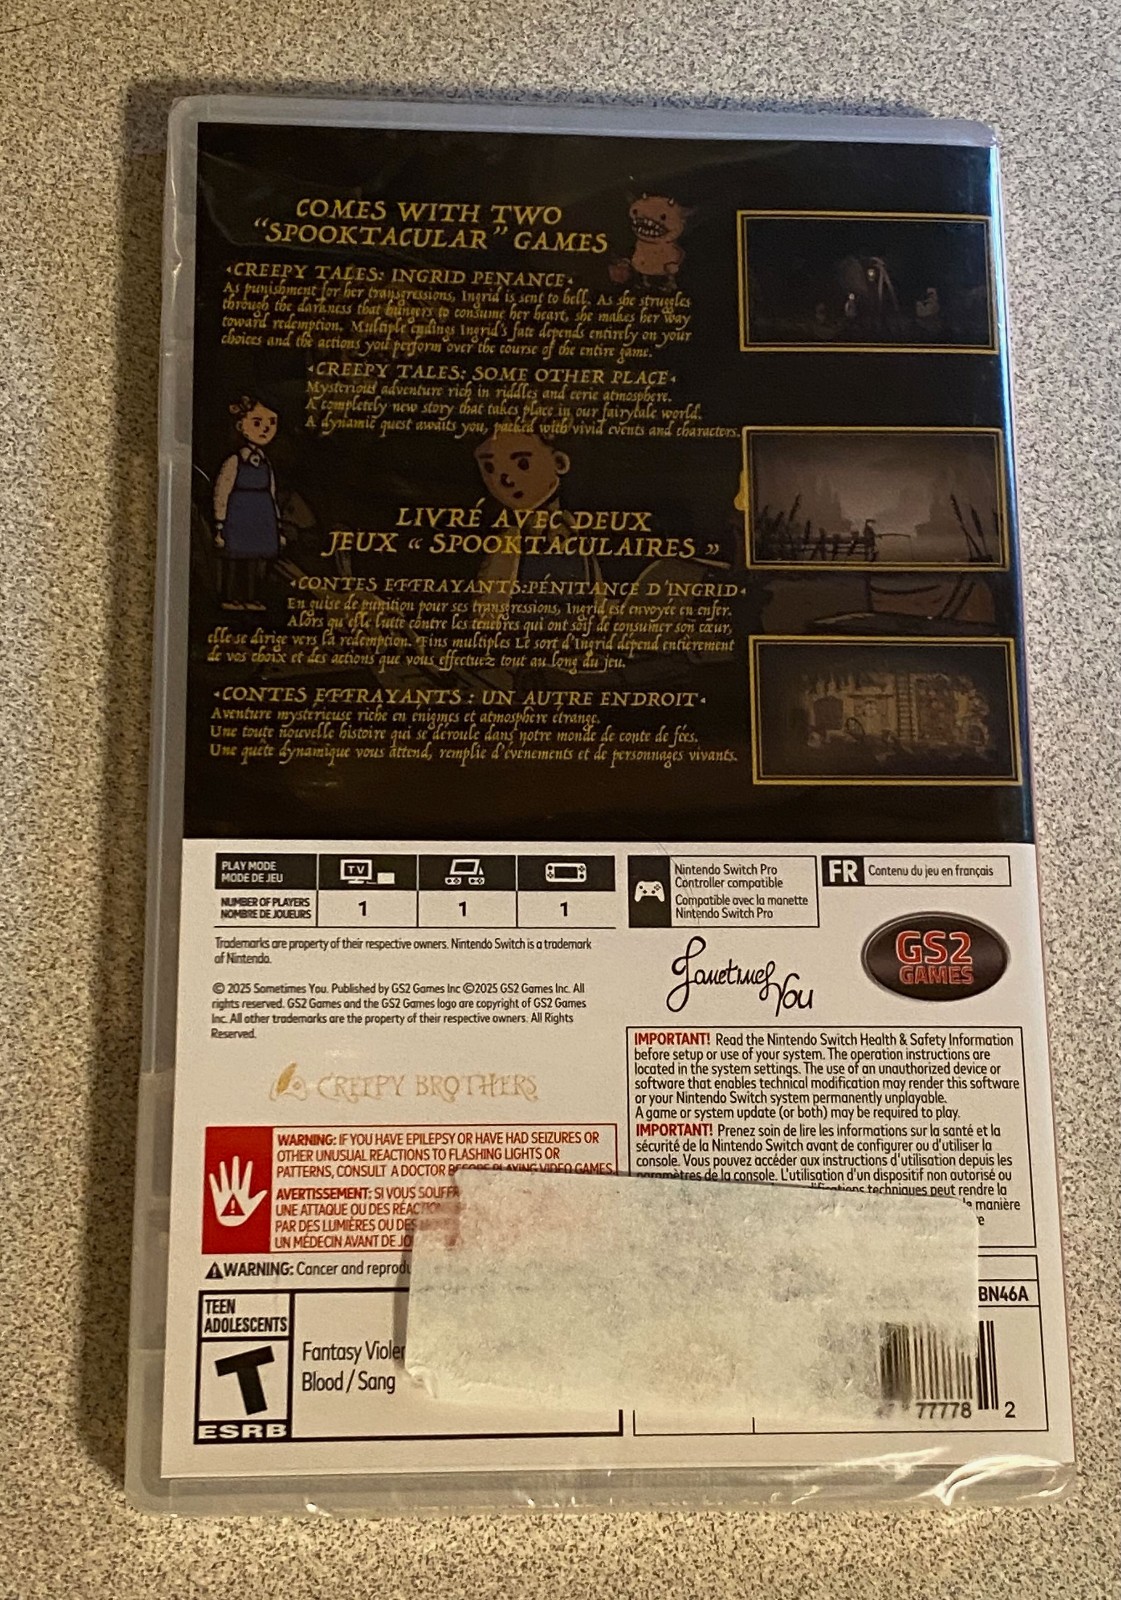 COMES WITH TWO
“SPOOKTACULAR” GAMES
·CREEPY TALES: INGRID PENANCE·
As punishment for her transgressions, Ingrid is sent to hell. As she struggles
through the darkness that hungers to consume her heart, she makes her way
toward redemption. Multiple endings Ingrid's fate depends entirely on your
choices and the actions you perform over the course of the entire game.
·CREEPY TALES: SOME OTHER PLACE·
Mysterious adventure rich in riddles and eerie atmosphere.
A completely new story that takes place in our fairytale world.
A dynamic quest awaits you, packed with vivid events and characters.
LIVRÉ AVEC DEUX
JEUX « SPOOKTACULAIRES »
·CONTES EFFRAYANTS:PÉNITANCE D'INGRID·
En guise de punition pour ses transgressions, Ingrid est envoyée en enfer.
Alors qu'elle lutte contre les ténèbres qui ont soif de consumer son cœur,
elle se dirige vers la rédemption. Fins multiples Le sort d'Ingrid dépend entièrement
de vos choix et des actions que vous effectuez tout au long du jeu.
·CONTES EFFRAYANTS : UN AUTRE ENDROIT·
Aventure mystérieuse riche en énigmes et atmosphère étrange.
Une toute nouvelle histoire qui se déroule dans notre monde de conte de fées.
Une quête dynamique vous attend, remplie d'événements et de personnages vivants.
PLAY MODE
MODE DE JEU
TV
NUMBER OF PLAYERS
NOMBRE DE JOUEURS
1 1 1
Nintendo Switch Pro
Controller compatible
Compatible avec la manette
Nintendo Switch Pro
FR Contenu du jeu en français
Trademarks are property of their respective owners. Nintendo Switch is a trademark
of Nintendo.
© 2025 Sometimes You. Published by GS2 Games Inc ©2025 GS2 Games Inc. All
rights reserved. GS2 Games and the GS2 Games logo are copyright of GS2 Games
Inc. All other trademarks are the property of their respective owners. All Rights
Reserved.
Sometimes You
GS2
GAMES
CREEPY BROTHERS
IMPORTANT! Read the Nintendo Switch Health & Safety Information
before setup or use of your system. The operation instructions are
located in the system settings. The use of an unauthorized device or
software that enables technical modification may render this software
or your Nintendo Switch system permanently unplayable.
A game or system update (or both) may be required to play.
IMPORTANT! Prenez soin de lire les informations sur la santé et la
sécurité de la Nintendo Switch avant de configurer ou d'utiliser la
console. Vous pouvez accéder aux instructions d'utilisation depuis les
paramètres de la console. L'utilisation d'un dispositif non autorisé ou
techniques peut rendre la
manière
WARNING: IF YOU HAVE EPILEPSY OR HAVE HAD SEIZURES OR
OTHER UNUSUAL REACTIONS TO FLASHING LIGHTS OR
PATTERNS, CONSULT A DOCTOR BEFORE PLAYING VIDEO GAMES
AVERTISSEMENT: SI VOUS
UNE ATTAQUE OU DES
PAR DES LUMIÈRES OU DES
UN MÉDECIN AVANT DE
WARNING: Cancer and
BN46A
TEEN
ADOLESCENTS
T
ESRB
Fantasy
Blood / Sang
77778 2